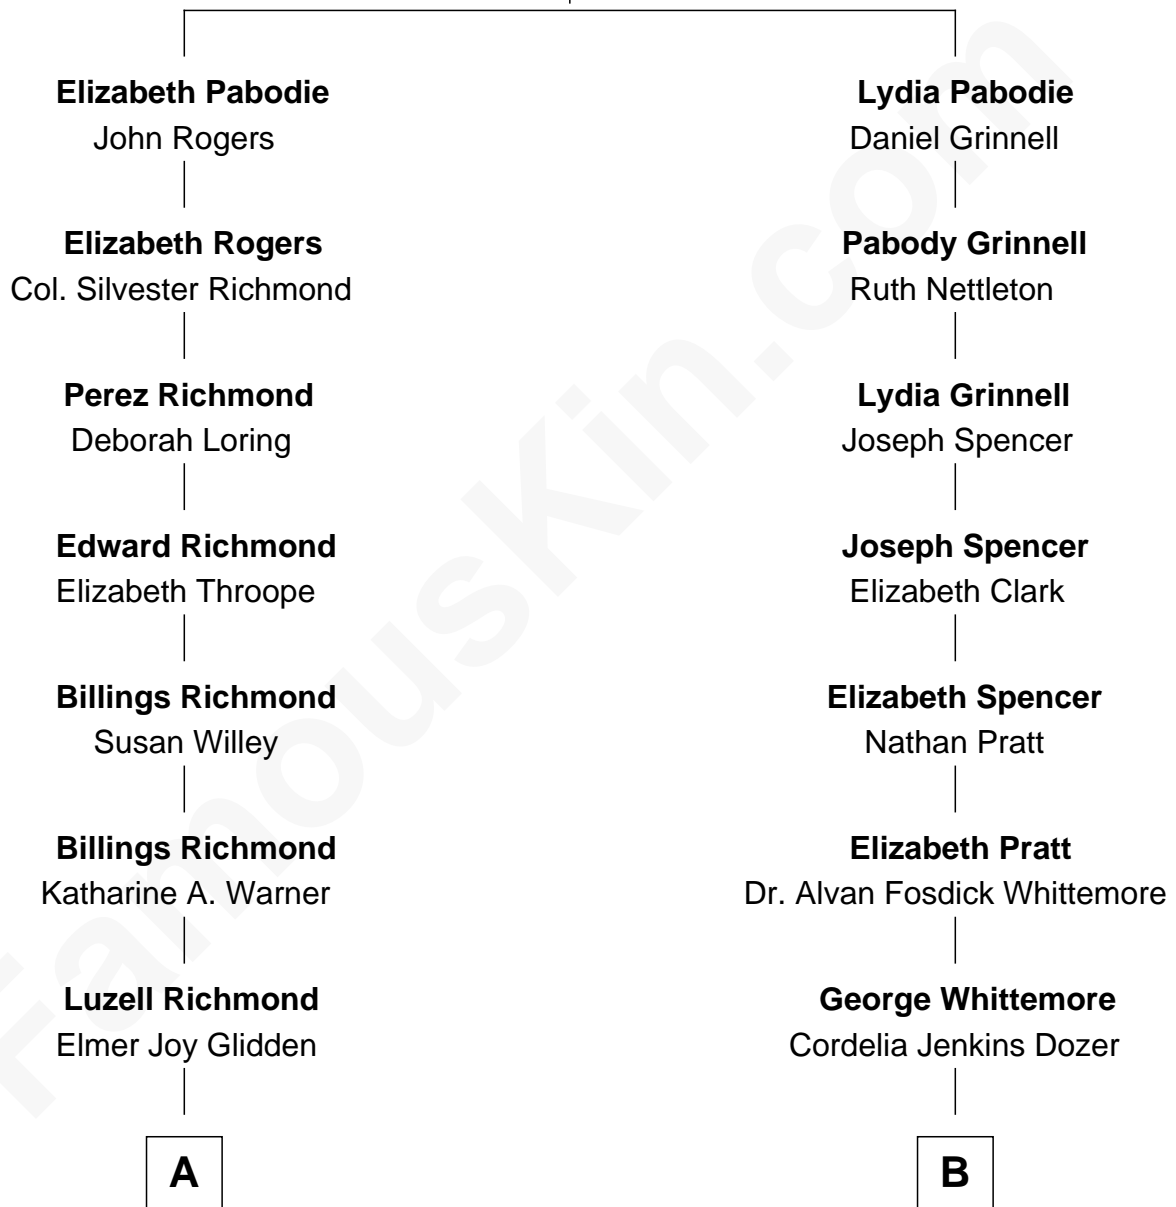 Elizabeth Pabodie
John Rogers
Elizabeth Rogers
Col. Silvester Richmond
Perez Richmond
Deborah Loring
Edward Richmond
Elizabeth Throope
Billings Richmond
Susan Willey
Billings Richmond
Katharine A. Warner
Luzell Richmond
Elmer Joy Glidden
A
Lydia Pabodie
Daniel Grinnell
Pabody Grinnell
Ruth Nettleton
Lydia Grinnell
Joseph Spencer
Joseph Spencer
Elizabeth Clark
Elizabeth Spencer
Nathan Pratt
Elizabeth Pratt
Dr. Alvan Fosdick Whittemore
George Whittemore
Cordelia Jenkins Dozer
B
FamousKin.com